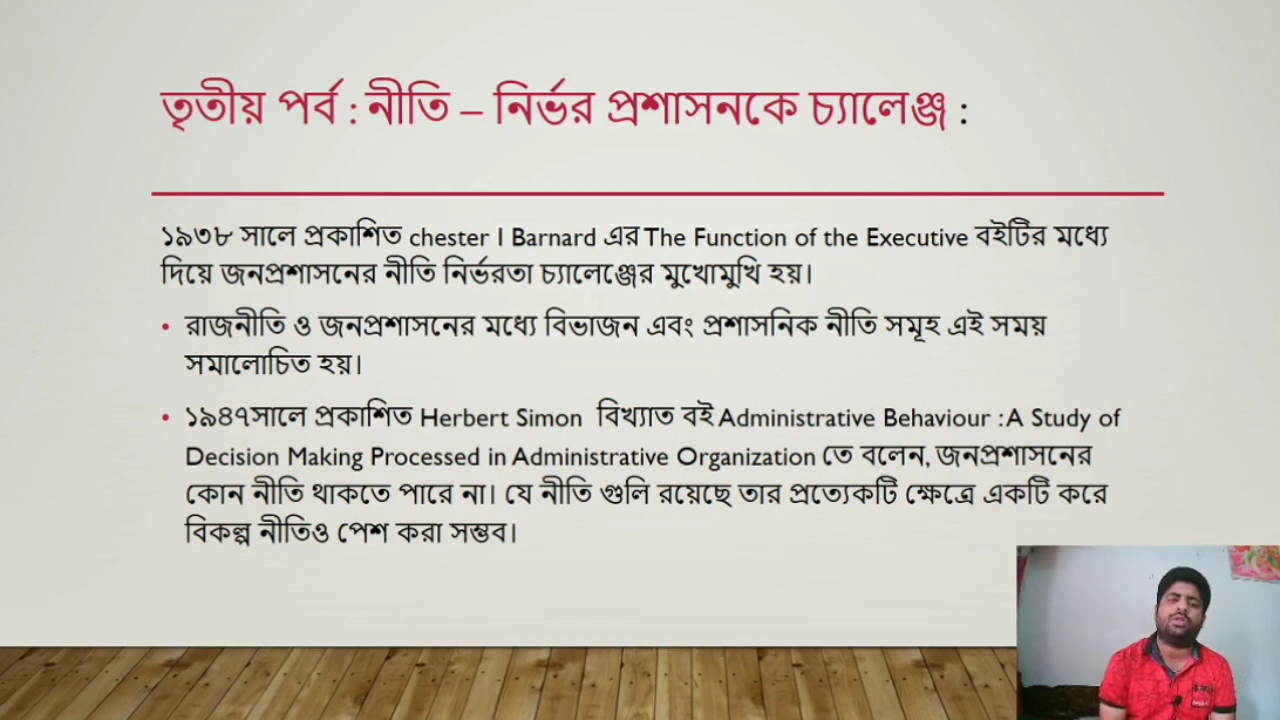 তৃতীয় পর্ব : নীতি – নির্ভর প্রশাসনকে চ্যালেঞ্জ :
১৯৩৮ সালে প্রকাশিত chester I Barnard এর The Function of the Executive বইটির মধ্যে
দিয়ে জনপ্রশাসনের নীতি নির্ভরতা চ্যালেঞ্জের মুখোমুখি হয়।
• রাজনীতি ও জনপ্রশাসনের মধ্যে বিভাজন এবং প্রশাসনিক নীতি সমূহ এই সময়
সমালোচিত হয়।
• ১৯৪৭সালে প্রকাশিত Herbert Simon বিখ্যাত বই Administrative Behaviour :A Study of
Decision Making Processed in Administrative Organization তে বলেন, জনপ্রশাসনের
কোন নীতি থাকতে পারে না। যে নীতি গুলি রয়েছে তার প্রত্যেকটি ক্ষেত্রে একটি করে
বিকল্প নীতিও পেশ করা সম্ভব।